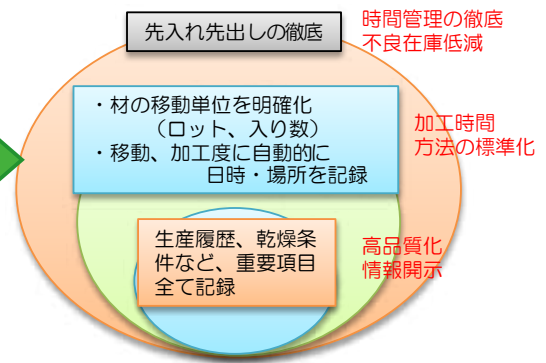 先入れ先出しの徹底
時間管理の徹底
不良在庫低減
・材の移動単位を明確化
（ロット、入り数）
・移動、加工度に自動的に
日時・場所を記録
加工時間
方法の標準化
生産履歴、乾燥条
件など、重要項目
全て記録
高品質化
情報開示